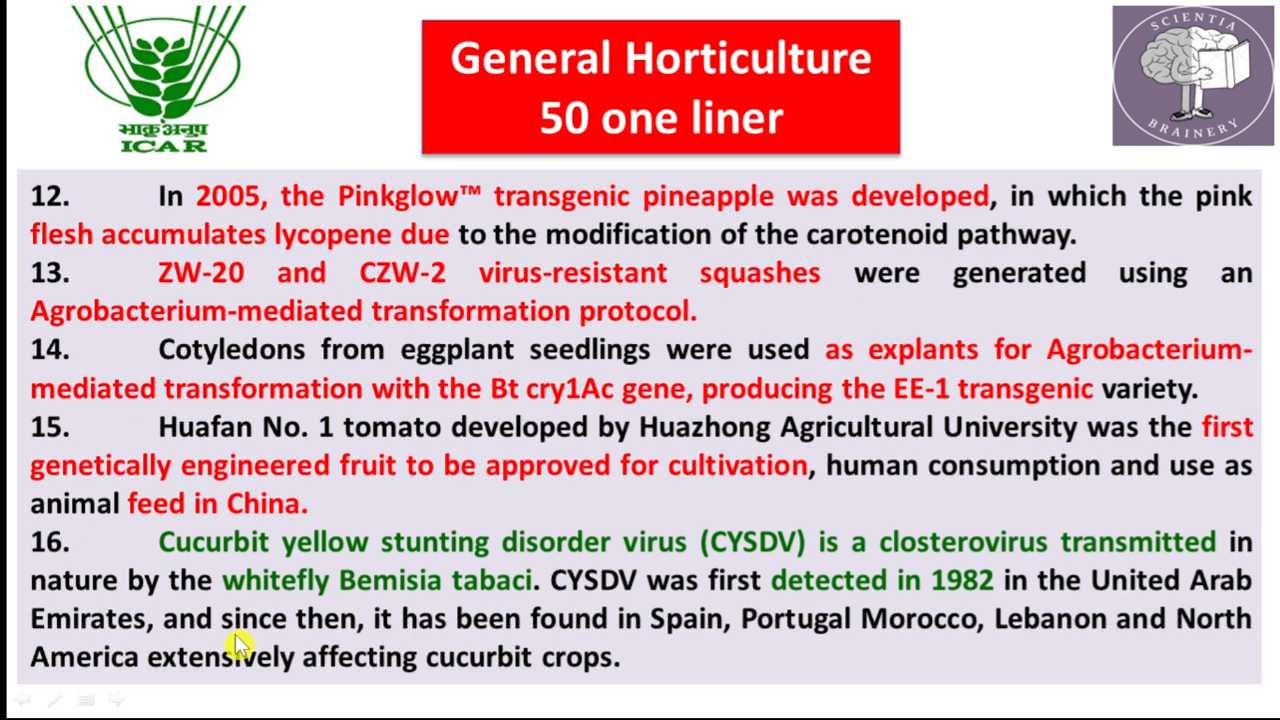 भाकृअनुप
ICAR
General Horticulture
50 one liner
SCIENTIA
BRAINERY
12. In 2005, the Pinkglow™ transgenic pineapple was developed, in which the pink
flesh accumulates lycopene due to the modification of the carotenoid pathway.
13. ZW-20 and CZW-2 virus-resistant squashes were generated using an
Agrobacterium-mediated transformation protocol.
14. Cotyledons from eggplant seedlings were used as explants for Agrobacterium-
mediated transformation with the Bt cry1Ac gene, producing the EE-1 transgenic variety.
15. Huafan No. 1 tomato developed by Huazhong Agricultural University was the first
genetically engineered fruit to be approved for cultivation, human consumption and use as
animal feed in China.
16. Cucurbit yellow stunting disorder virus (CYSDV) is a closterovirus transmitted in
nature by the whitefly Bemisia tabaci. CYSDV was first detected in 1982 in the United Arab
Emirates, and since then, it has been found in Spain, Portugal Morocco, Lebanon and North
America extensively affecting cucurbit crops.